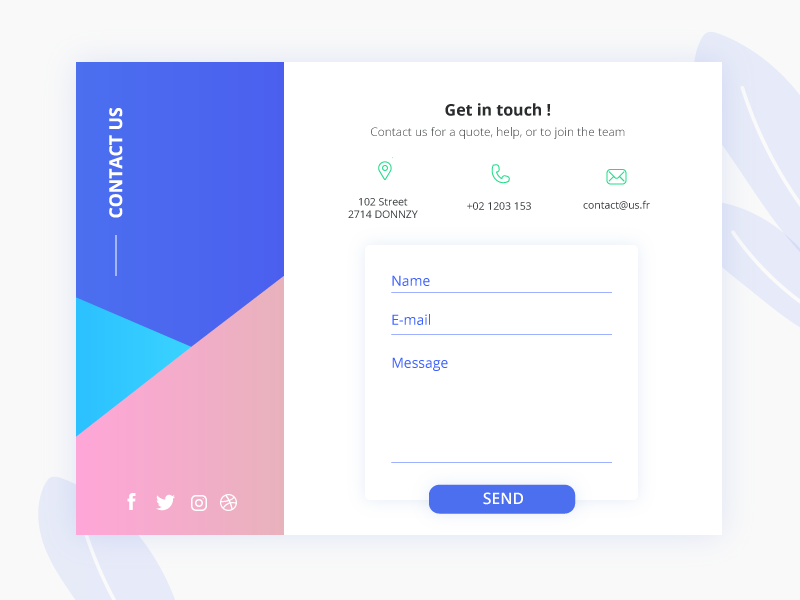 CONTACT US
Get in touch !
Contact us for a quote, help, or to join the team
102 Street
2714 DONNZY
+02 1203 153
contact@us.fr
Name
E-mail
Message
SEND